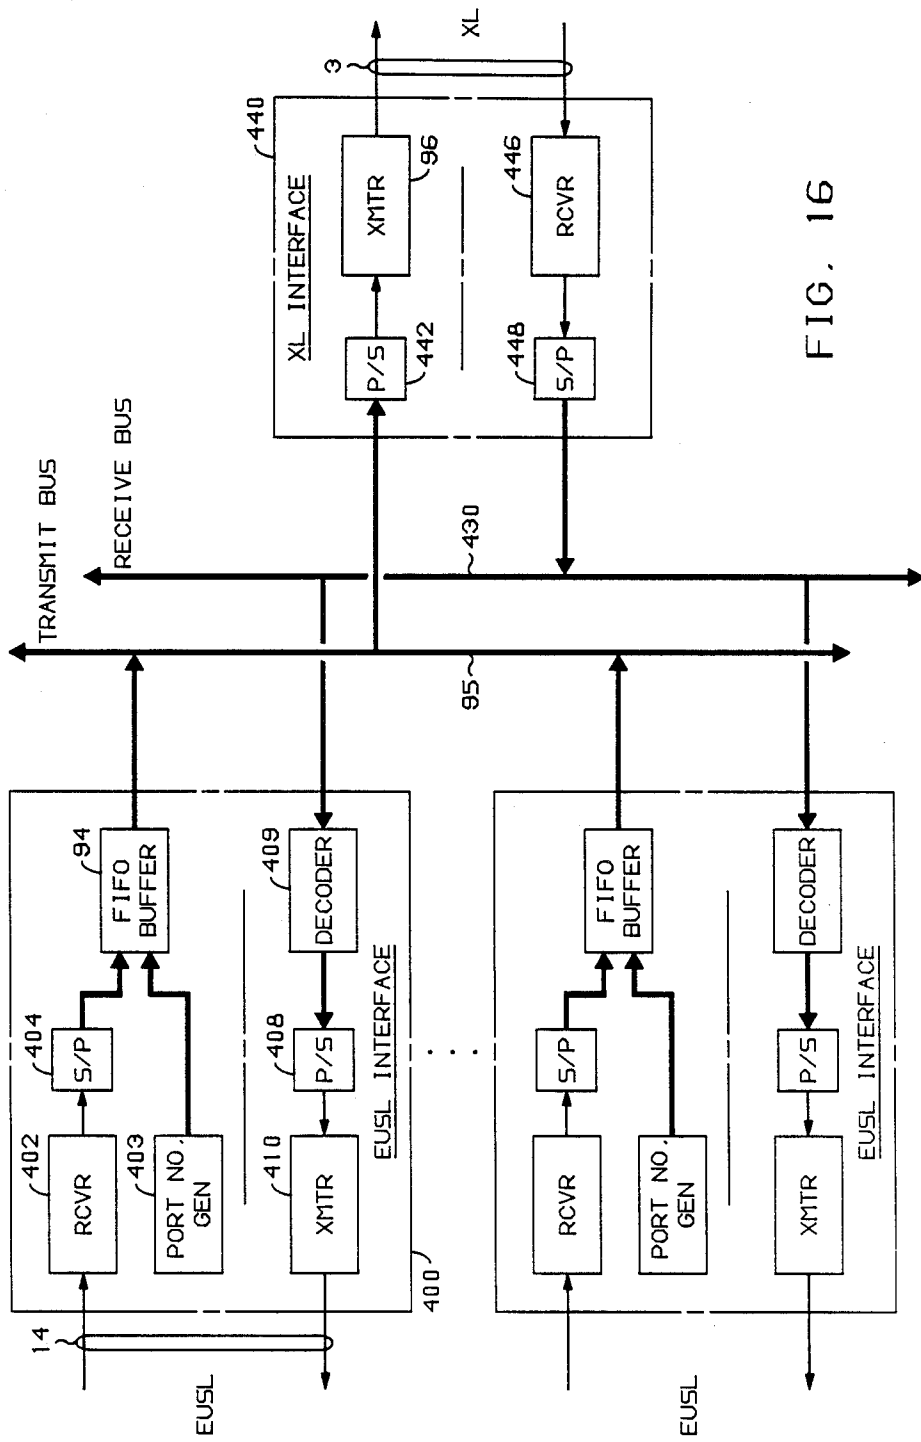 EUSL
14
402
RCVR
404
S/P
94
FIFO
BUFFER
403
PORT NO.
GEN
410
XMTR
408
P/S
409
DECODER
EUSL INTERFACE
400
. . .
EUSL
RCVR
S/P
FIFO
BUFFER
PORT NO.
GEN
XMTR
P/S
DECODER
EUSL INTERFACE
TRANSMIT BUS
95
RECEIVE BUS
430
440
XL INTERFACE
P/S
442
XMTR
96
S/P
448
RCVR
446
3
XL
FIG. 16